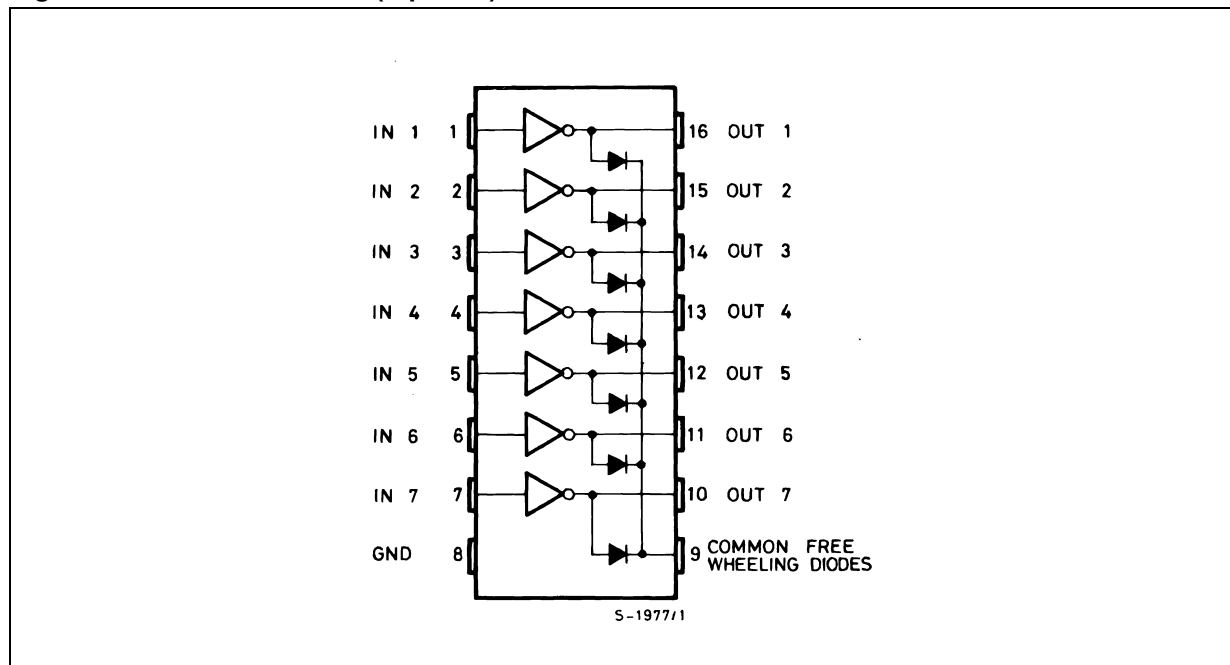 IN 1 1 16 OUT 1
IN 2 2 15 OUT 2
IN 3 3 14 OUT 3
IN 4 4 13 OUT 4
IN 5 5 12 OUT 5
IN 6 6 11 OUT 6
IN 7 7 10 OUT 7
GND 8 9 COMMON FREE
WHEELING DIODES
S-1977/1